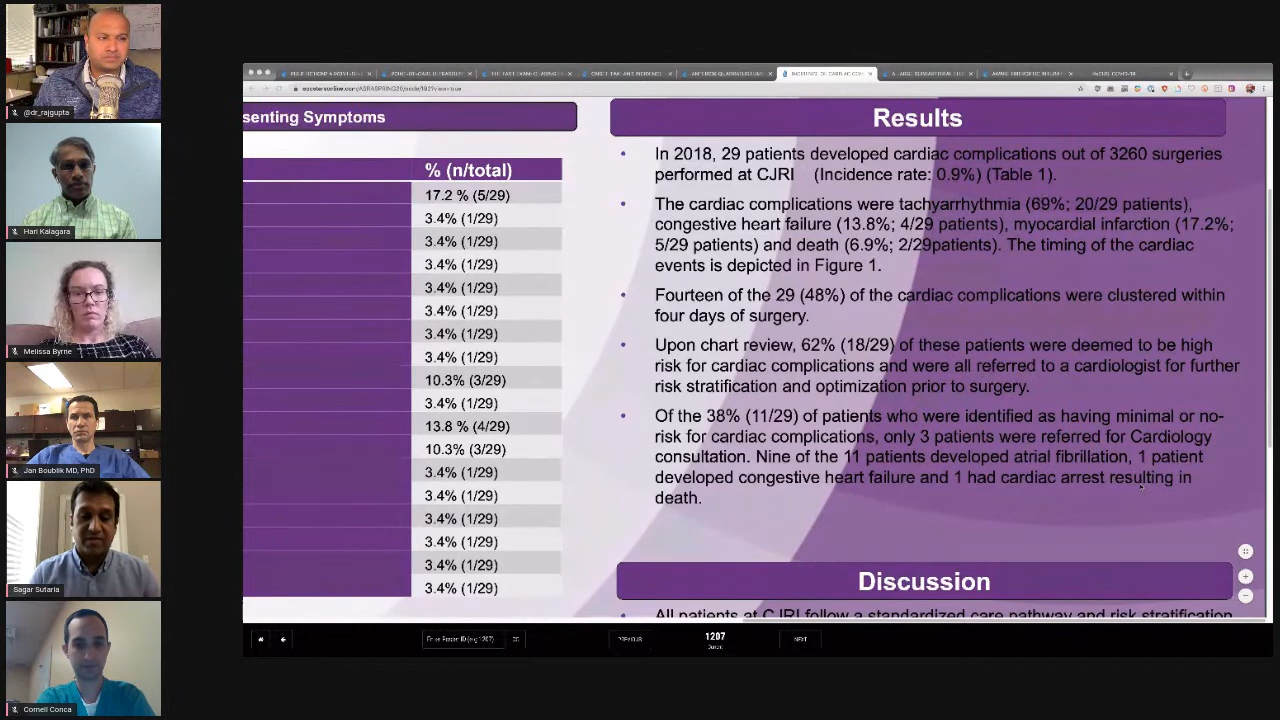 @dr_rajgupta
Hari Kalagara
Melissa Byrne
Jan Boublik MD, PhD
Sagar Sutaria
Cornell Conca
senting Symptoms
% (n/total)
17.2 % (5/29)
3.4% (1/29)
3.4% (1/29)
3.4% (1/29)
3.4% (1/29)
3.4% (1/29)
3.4% (1/29)
3.4% (1/29)
10.3% (3/29)
3.4% (1/29)
13.8 % (4/29)
10.3% (3/29)
3.4% (1/29)
3.4% (1/29)
3.4% (1/29)
3.4% (1/29)
3.4% (1/29)
3.4% (1/29)
Results
• In 2018, 29 patients developed cardiac complications out of 3260 surgeries
performed at CJRI (Incidence rate: 0.9%) (Table 1).
• The cardiac complications were tachyarrhythmia (69%; 20/29 patients),
congestive heart failure (13.8%; 4/29 patients), myocardial infarction (17.2%;
5/29 patients) and death (6.9%; 2/29patients). The timing of the cardiac
events is depicted in Figure 1.
• Fourteen of the 29 (48%) of the cardiac complications were clustered within
four days of surgery.
• Upon chart review, 62% (18/29) of these patients were deemed to be high
risk for cardiac complications and were all referred to a cardiologist for further
risk stratification and optimization prior to surgery.
• Of the 38% (11/29) of patients who were identified as having minimal or no-
risk for cardiac complications, only 3 patients were referred for Cardiology
consultation. Nine of the 11 patients developed atrial fibrillation, 1 patient
developed congestive heart failure and 1 had cardiac arrest resulting in
death.
Discussion
• All patients at CJRI follow a standardized care pathway and risk stratification
PREVIOUS
1207
NEXT